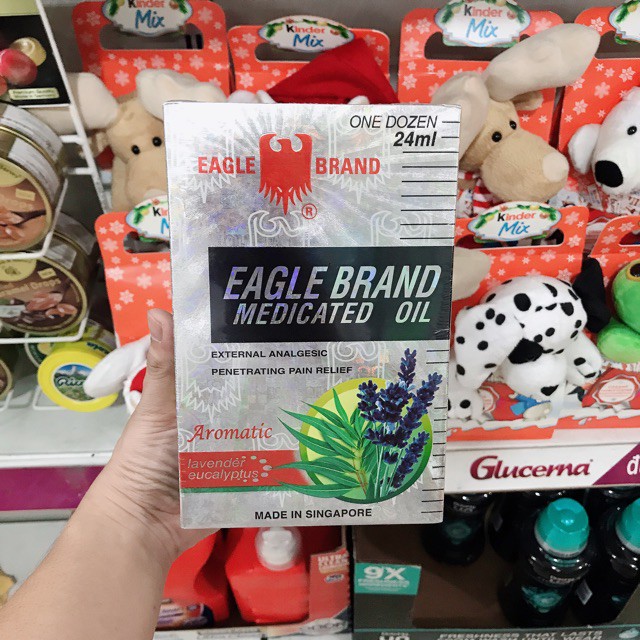 Kinder
Mix
Kinder
Mix
Kinder
Mix
ONE DOZEN
24ml
EAGLE BRAND
®
EAGLE BRAND
MEDICATED OIL
EXTERNAL ANALGESIC
PENETRATING PAIN RELIEF
Aromatic
lavender
eucalyptus
MADE IN SINGAPORE
Kinder
Mix
Glucerna
9X